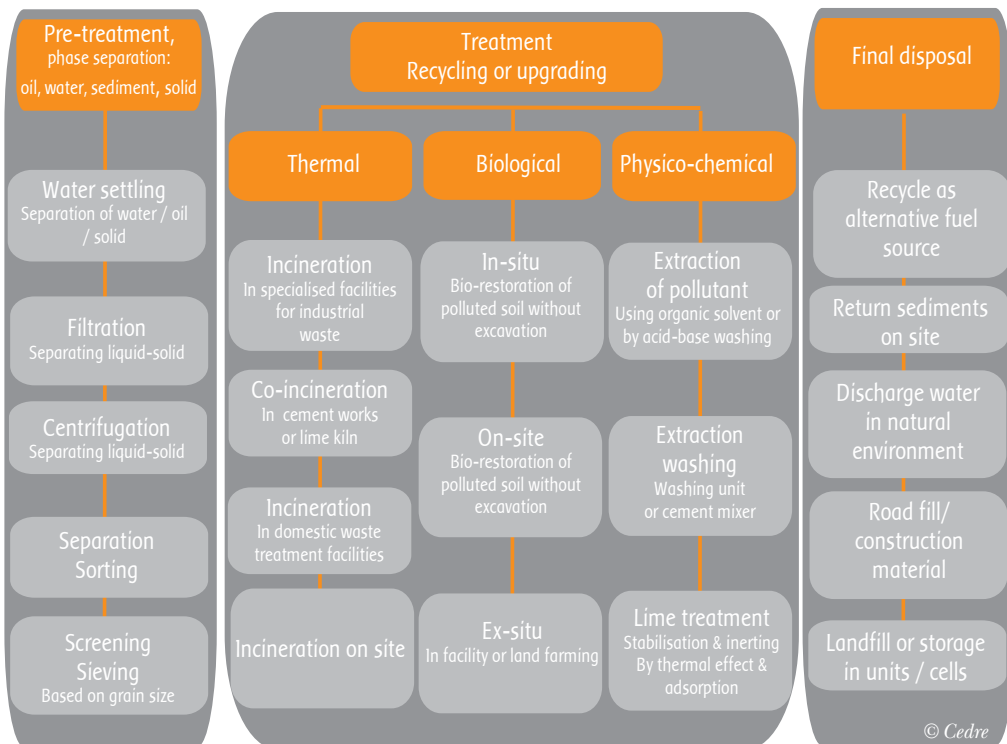 Pre-treatment,
phase separation:
oil, water, sediment, solid
Water settling
Separation of water / oil
/ solid
Filtration
Separating liquid-solid
Centrifugation
Separating liquid-solid
Separation
Sorting
Screening
Sieving
Based on grain size
Treatment
Recycling or upgrading
Thermal
Incineration
In specialised facilities
for industrial
waste
Co-incineration
In cement works
or lime kiln
Incineration
In domestic waste
treatment facilities
Incineration on site
Biological
In-situ
Bio-restoration of
polluted soil without
excavation
On-site
Bio-restoration of
polluted soil without
excavation
Ex-situ
In facility or land farming
Physico-chemical
Extraction
of pollutant
Using organic solvent or
by acid-base washing
Extraction
washing
Washing unit
or cement mixer
Lime treatment
Stabilisation & inerting
By thermal effect &
adsorption
Final disposal
Recycle as
alternative fuel
source
Return sediments
on site
Discharge water
in natural
environment
Road fill/
construction
material
Landfill or storage
in units / cells
© Cedre